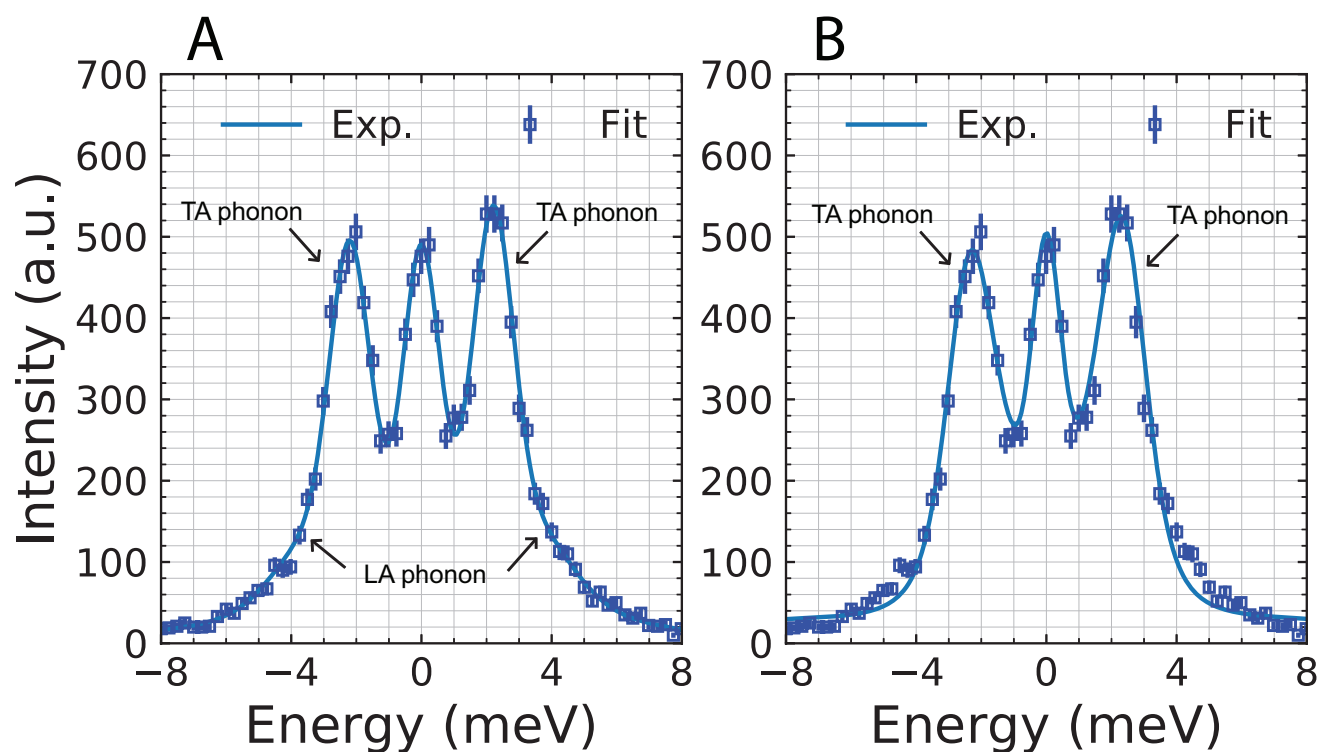 A
B
Intensity (a.u.)
700
600
500
400
300
200
100
0
Exp.
Fit
TA phonon
TA phonon
LA phonon
−8
−4
0
4
8
Energy (meV)
700
600
500
400
300
200
100
0
Exp.
Fit
TA phonon
TA phonon
−8
−4
0
4
8
Energy (meV)